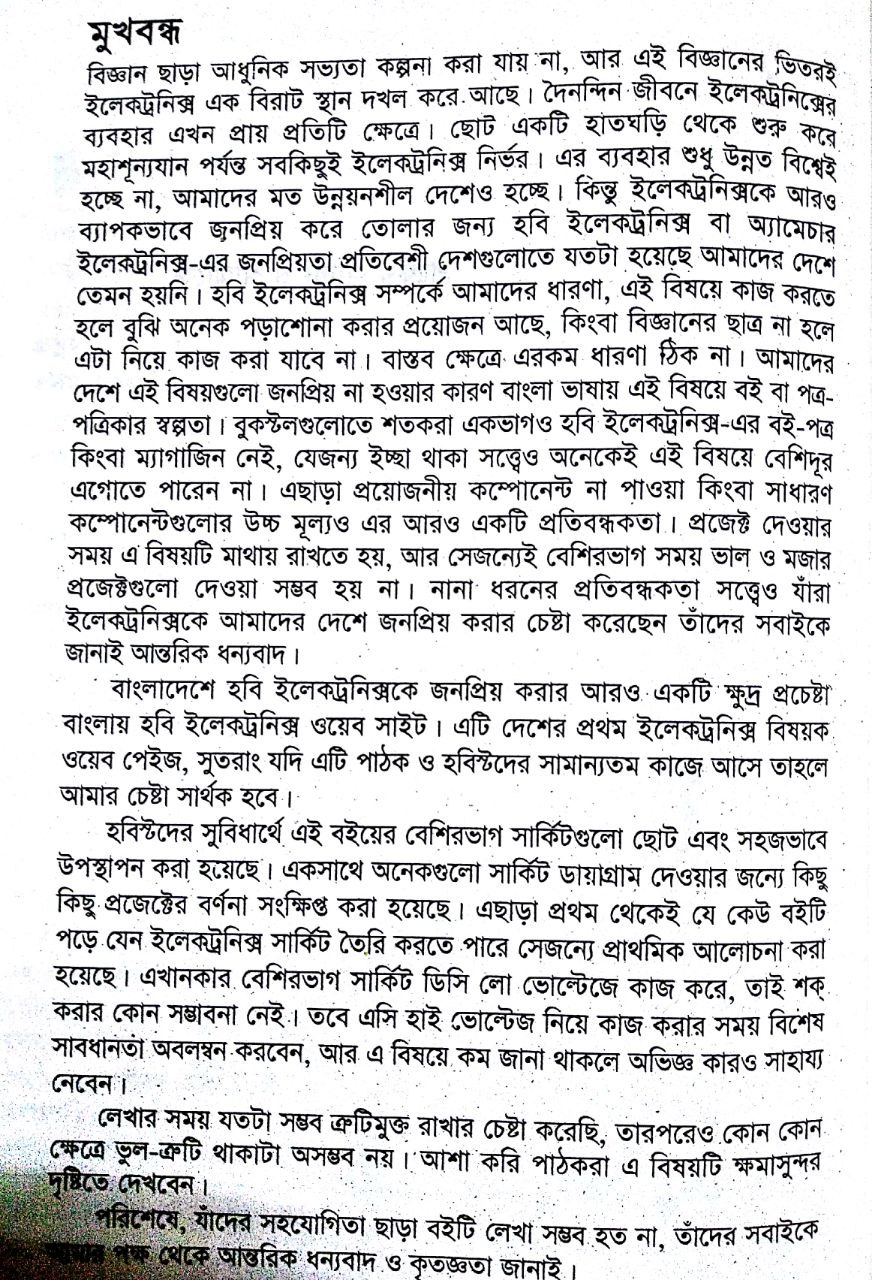 মুখবন্ধ
বিজ্ঞান ছাড়া আধুনিক সভ্যতা কল্পনা করা যায় না, আর এই বিজ্ঞানের ভিতরই
ইলেকট্রনিক্স এক বিরাট স্থান দখল করে আছে। দৈনন্দিন জীবনে ইলেকট্রনিক্সের
ব্যবহার এখন প্রায় প্রতিটি ক্ষেত্রে। ছোট একটি হাতঘড়ি থেকে শুরু করে
মহাশূন্যযান পর্যন্ত সবকিছুই ইলেকট্রনিক্স নির্ভর। এর ব্যবহার শুধু উন্নত বিশ্বেই
হচ্ছে না, আমাদের মত উন্নয়নশীল দেশেও হচ্ছে। কিন্তু ইলেকট্রনিক্সকে আরও
ব্যাপকভাবে জনপ্রিয় করে তোলার জন্য হবি ইলেকট্রনিক্স বা অ্যামেচার
ইলেকট্রনিক্স-এর জনপ্রিয়তা প্রতিবেশী দেশগুলোতে যতটা হয়েছে আমাদের দেশে
তেমন হয়নি। হবি ইলেকট্রনিক্স সম্পর্কে আমাদের ধারণা, এই বিষয়ে কাজ করতে
হলে বুঝি অনেক পড়াশোনা করার প্রয়োজন আছে, কিংবা বিজ্ঞানের ছাত্র না হলে
এটা নিয়ে কাজ করা যাবে না। বাস্তব ক্ষেত্রে এরকম ধারণা ঠিক না। আমাদের
দেশে এই বিষয়গুলো জনপ্রিয় না হওয়ার কারণ বাংলা ভাষায় এই বিষয়ে বই বা পত্র-
পত্রিকার স্বল্পতা। বুকস্টলগুলোতে শতকরা একভাগও হবি ইলেকট্রনিক্স-এর বই-পত্র
কিংবা ম্যাগাজিন নেই, যেজন্য ইচ্ছা থাকা সত্ত্বেও অনেকেই এই বিষয়ে বেশিদূর
এগোতে পারেন না। এছাড়া প্রয়োজনীয় কম্পোনেন্ট না পাওয়া কিংবা সাধারণ
কম্পোনেন্টগুলোর উচ্চ মূল্যও এর আরও একটি প্রতিবন্ধকতা। প্রজেক্ট দেওয়ার
সময় এ বিষয়টি মাথায় রাখতে হয়, আর সেজন্যেই বেশিরভাগ সময় ভাল ও মজার
প্রজেক্টগুলো দেওয়া সম্ভব হয় না। নানা ধরনের প্রতিবন্ধকতা সত্ত্বেও যাঁরা
ইলেকট্রনিক্সকে আমাদের দেশে জনপ্রিয় করার চেষ্টা করেছেন তাঁদের সবাইকে
জানাই আন্তরিক ধন্যবাদ।
বাংলাদেশে হবি ইলেকট্রনিক্সকে জনপ্রিয় করার আরও একটি ক্ষুদ্র প্রচেষ্টা
বাংলায় হবি ইলেকট্রনিক্স ওয়েব সাইট। এটি দেশের প্রথম ইলেকট্রনিক্স বিষয়ক
ওয়েব পেইজ, সুতরাং যদি এটি পাঠক ও হবিস্টদের সামান্যতম কাজে আসে তাহলে
আমার চেষ্টা সার্থক হবে।
হবিস্টদের সুবিধার্থে এই বইয়ের বেশিরভাগ সার্কিটগুলো ছোট এবং সহজভাবে
উপস্থাপন করা হয়েছে। একসাথে অনেকগুলো সার্কিট ডায়াগ্রাম দেওয়ার জন্যে কিছু
কিছু প্রজেক্টের বর্ণনা সংক্ষিপ্ত করা হয়েছে। এছাড়া প্রথম থেকেই যে কেউ বইটি
পড়ে যেন ইলেকট্রনিক্স সার্কিট তৈরি করতে পারে সেজন্যে প্রাথমিক আলোচনা করা
হয়েছে। এখানকার বেশিরভাগ সার্কিট ডিসি লো ভোল্টেজে কাজ করে, তাই শক্
করার কোন সম্ভাবনা নেই। তবে এসি হাই ভোল্টেজ নিয়ে কাজ করার সময় বিশেষ
সাবধানতা অবলম্বন করবেন, আর এ বিষয়ে কম জানা থাকলে অভিজ্ঞ কারও সাহায্য
নেবেন।
লেখার সময় যতটা সম্ভব ত্রুটিমুক্ত রাখার চেষ্টা করেছি, তারপরেও কোন কোন
ক্ষেত্রে ভুল-ত্রুটি থাকাটা অসম্ভব নয়। আশা করি পাঠকরা এ বিষয়টি ক্ষমাসুন্দর
দৃষ্টিতে দেখবেন।
পরিশেষে, যাঁদের সহযোগিতা ছাড়া বইটি লেখা সম্ভব হত না, তাঁদের সবাইকে
আমার পক্ষ থেকে আন্তরিক ধন্যবাদ ও কৃতজ্ঞতা জানাই।